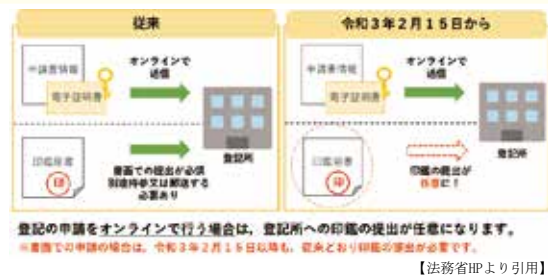 従来
令和3年2月15日から
申請書情報
電子証明書
オンラインで
送信
登記所
印鑑届書
印
書面での提出が必須
別途持参又は郵送する
必要あり
申請書情報
電子証明書
オンラインで
送信
登記所
印鑑届書
印
印鑑の提出が
任意に！
登記の申請をオンラインで行う場合は，登記所への印鑑の提出が任意になります。
※書面での申請の場合は，令和3年2月15日以降も，従来どおり印鑑の提出が必要です。
【法務省HPより引用】